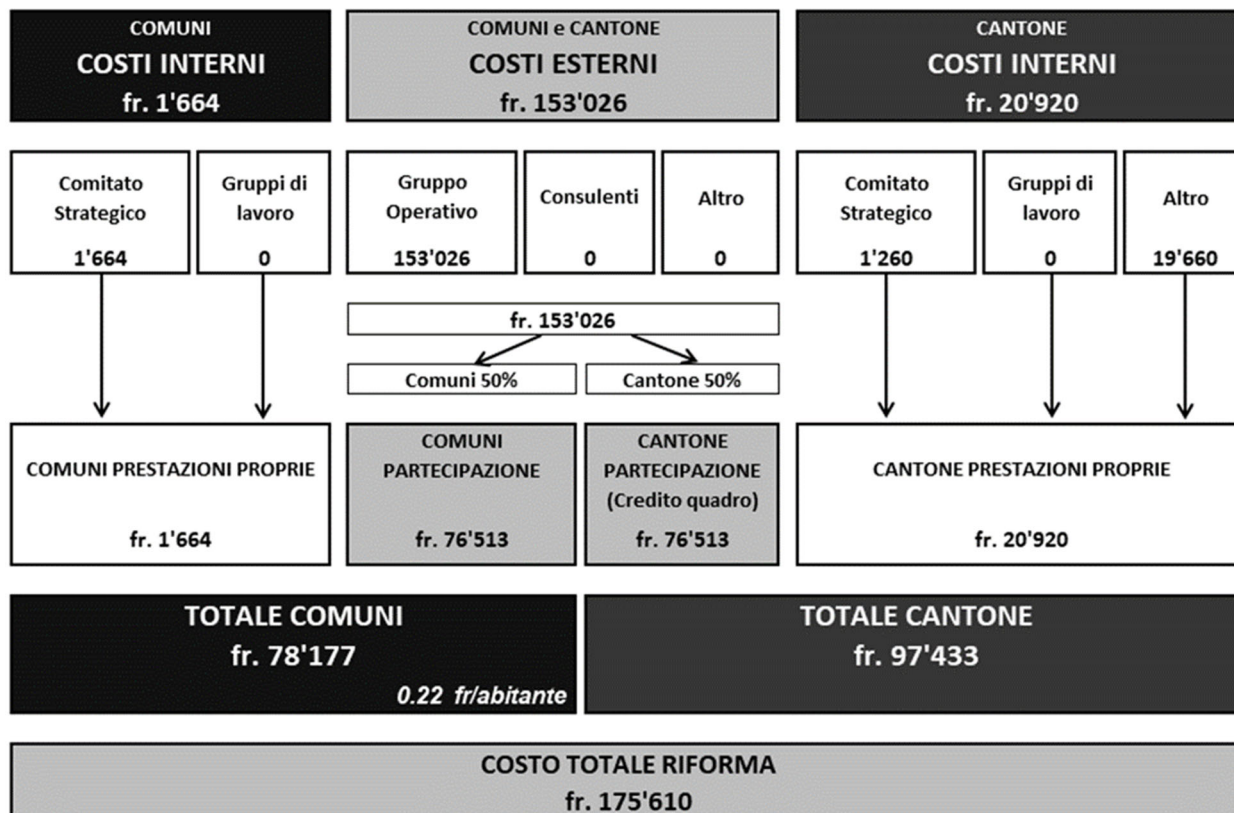 COMUNI
COSTI INTERNI
fr. 1'664
COMUNI e CANTONE
COSTI ESTERNI
fr. 153'026
CANTONE
COSTI INTERNI
fr. 20'920
Comitato
Strategico
1'664
Gruppi di
lavoro
0
Gruppo
Operativo
153'026
Consulenti
0
Altro
0
Comitato
Strategico
1'260
Gruppi di
lavoro
0
Altro
19'660
fr. 153'026
Comuni 50%
Cantone 50%
COMUNI PRESTAZIONI PROPRIE
fr. 1'664
COMUNI
PARTECIPAZIONE
fr. 76'513
CANTONE
PARTECIPAZIONE
(Credito quadro)
fr. 76'513
CANTONE PRESTAZIONI PROPRIE
fr. 20'920
TOTALE COMUNI
fr. 78'177
0.22 fr/abitante
TOTALE CANTONE
fr. 97'433
COSTO TOTALE RIFORMA
fr. 175'610